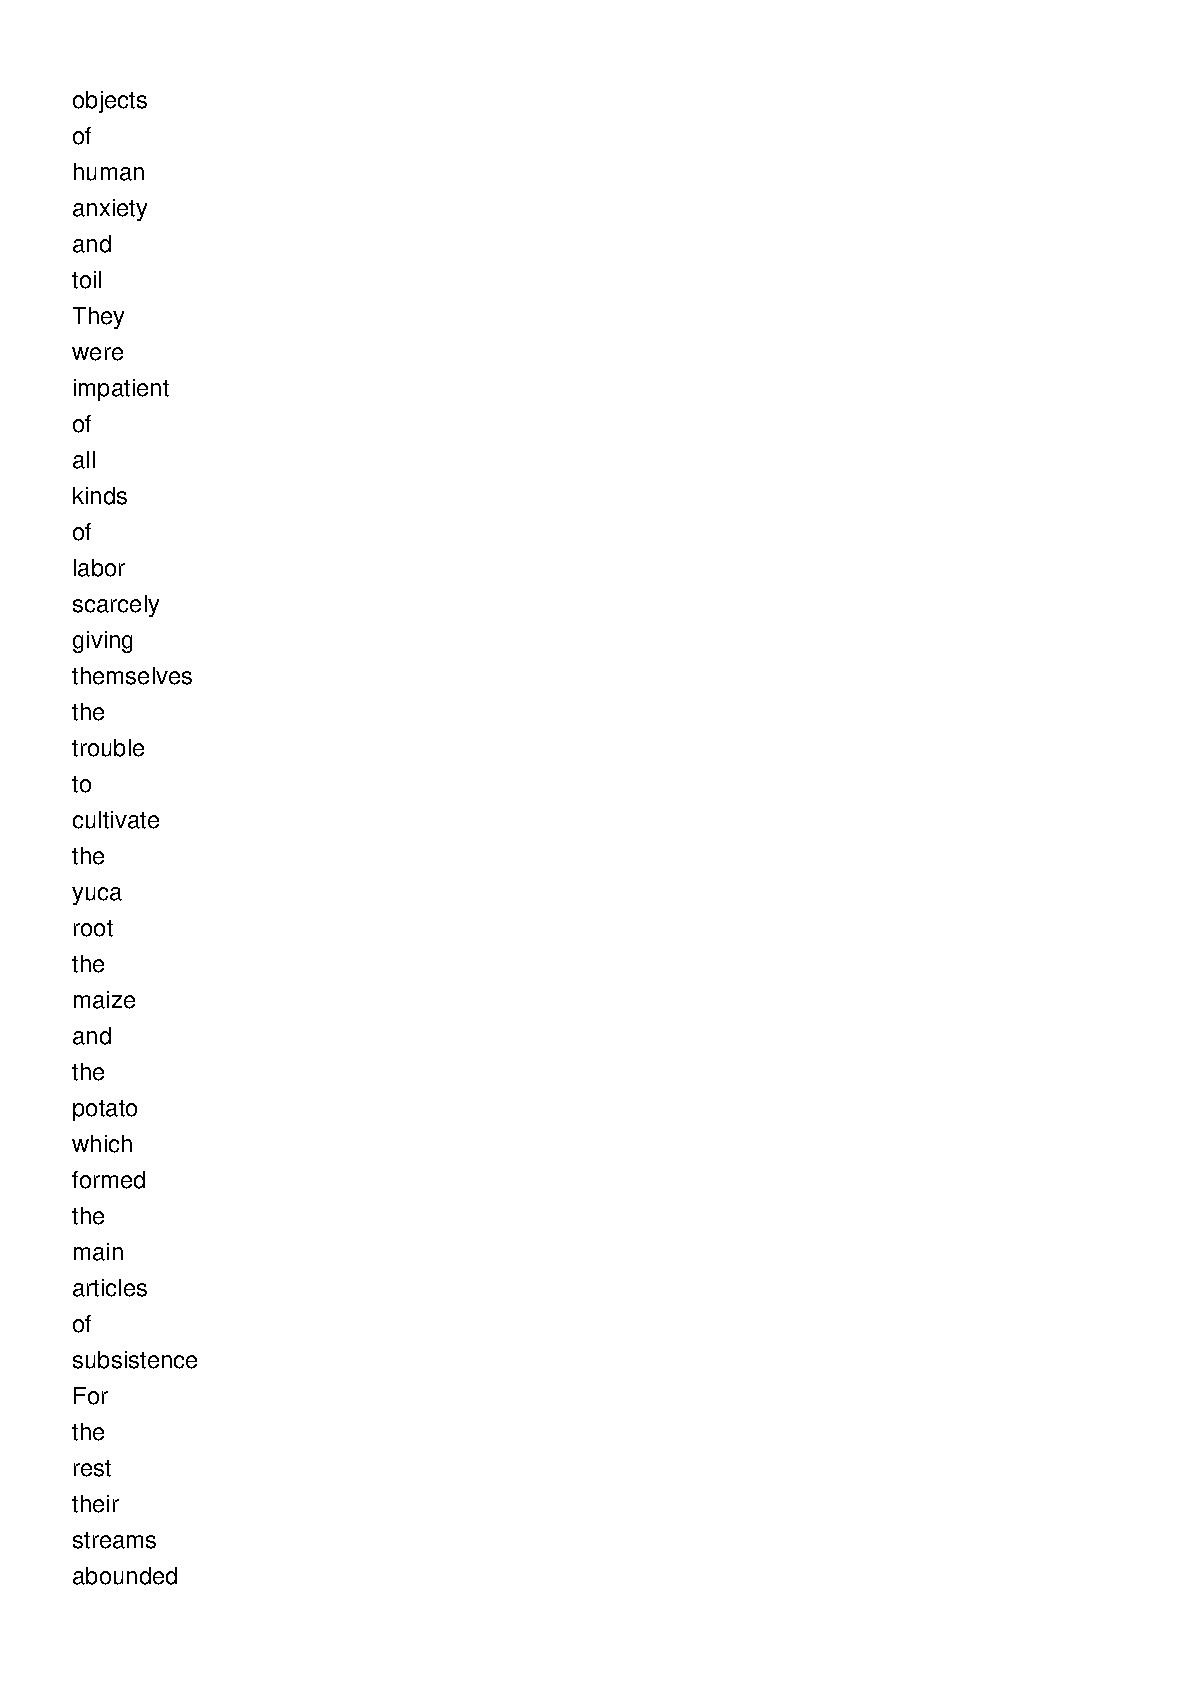 objects
of
human
anxiety
and
toil
They
were
impatient
of
all
kinds
of
labor
scarcely
giving
themselves
the
trouble
to
cultivate
the
yuca
root
the
maize
and
the
potato
which
formed
the
main
articles
of
subsistence
For
the
rest
their
streams
abounded